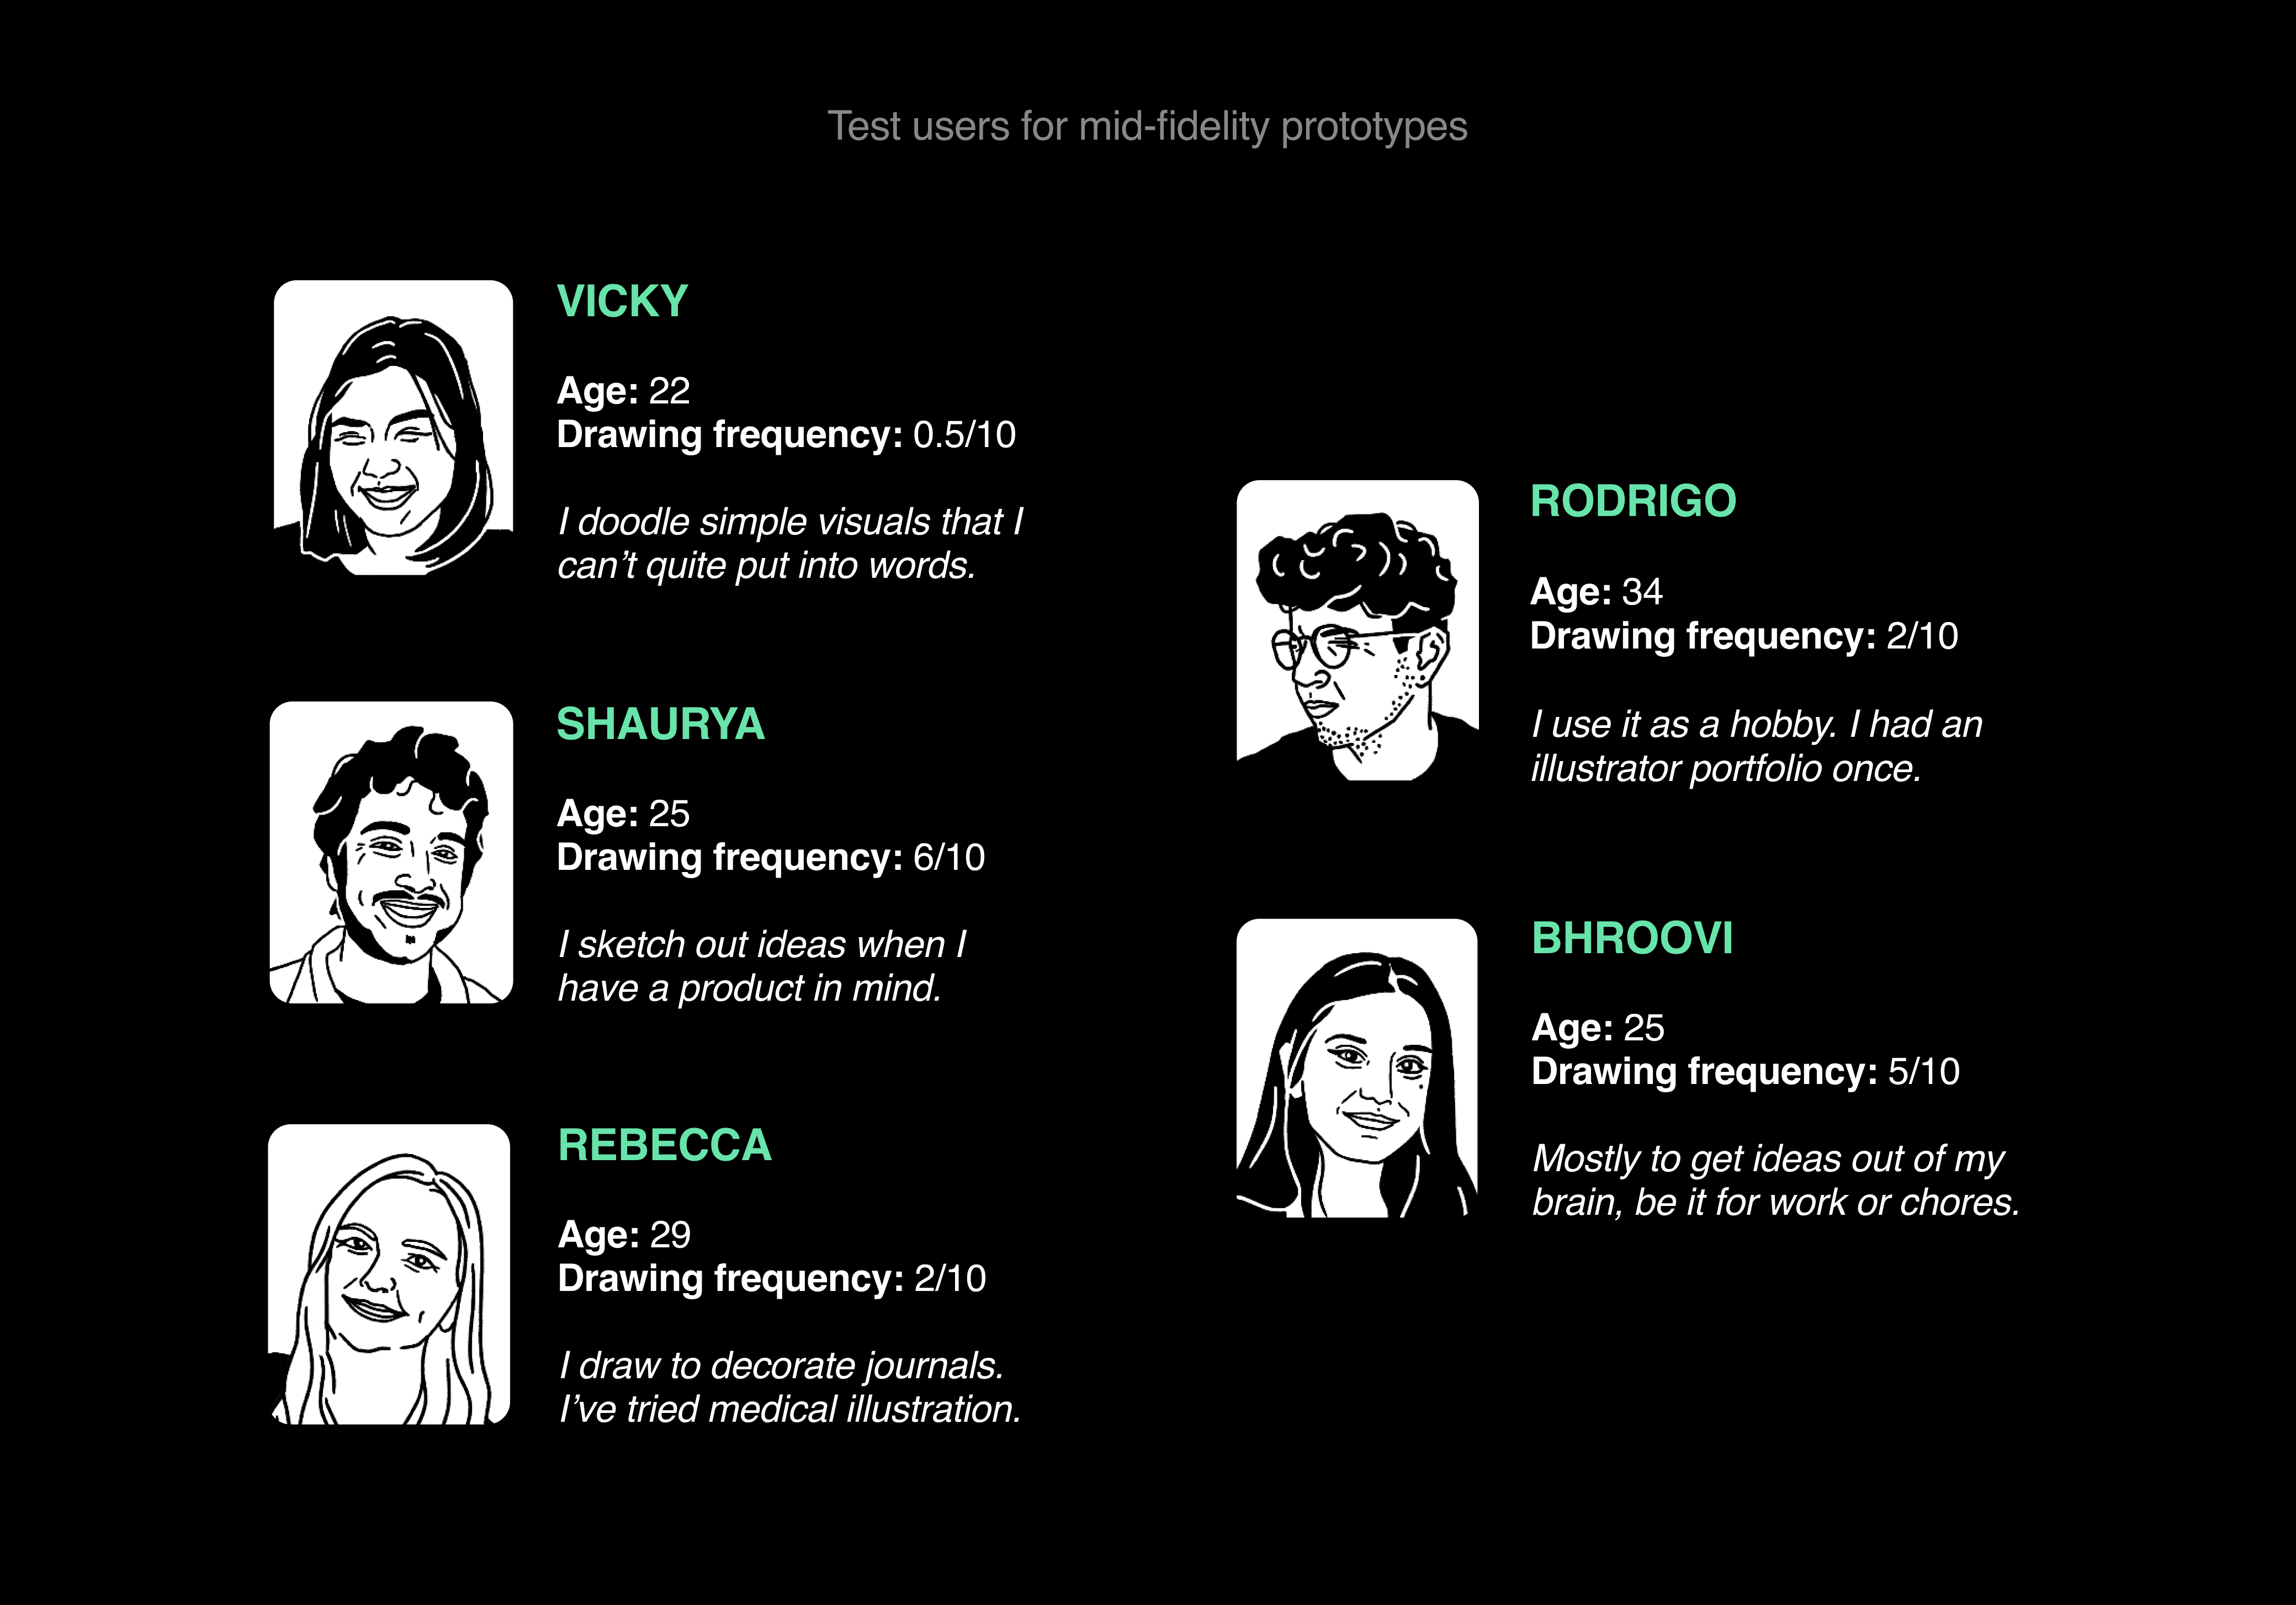 Test users for mid-fidelity prototypes
VICKY
Age: 22
Drawing frequency: 0.5/10
I doodle simple visuals that I
can’t quite put into words.
SHAURYA
Age: 25
Drawing frequency: 6/10
I sketch out ideas when I
have a product in mind.
REBECCA
Age: 29
Drawing frequency: 2/10
I draw to decorate journals.
I’ve tried medical illustration.
RODRIGO
Age: 34
Drawing frequency: 2/10
I use it as a hobby. I had an
illustrator portfolio once.
BHROOVI
Age: 25
Drawing frequency: 5/10
Mostly to get ideas out of my
brain, be it for work or chores.